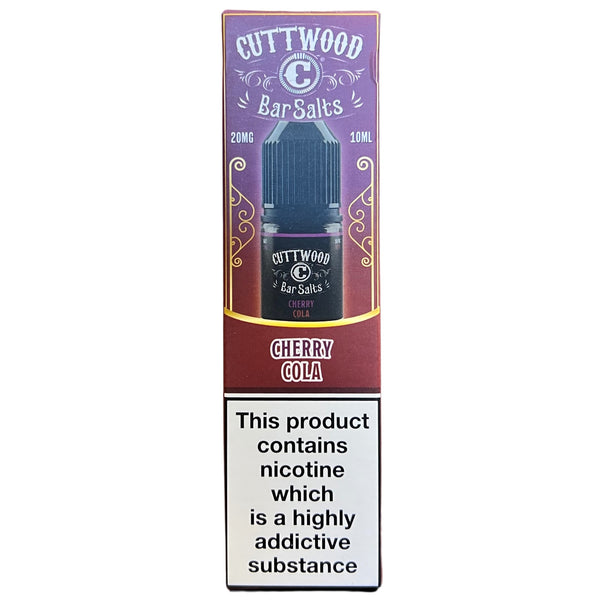 CUTTWOOD
C
Bar Salts
20MG 10ML
CUTTWOOD
C
Bar Salts
CHERRY
COLA
CHERRY
COLA
This product
contains
nicotine
which
is a highly
addictive
substance